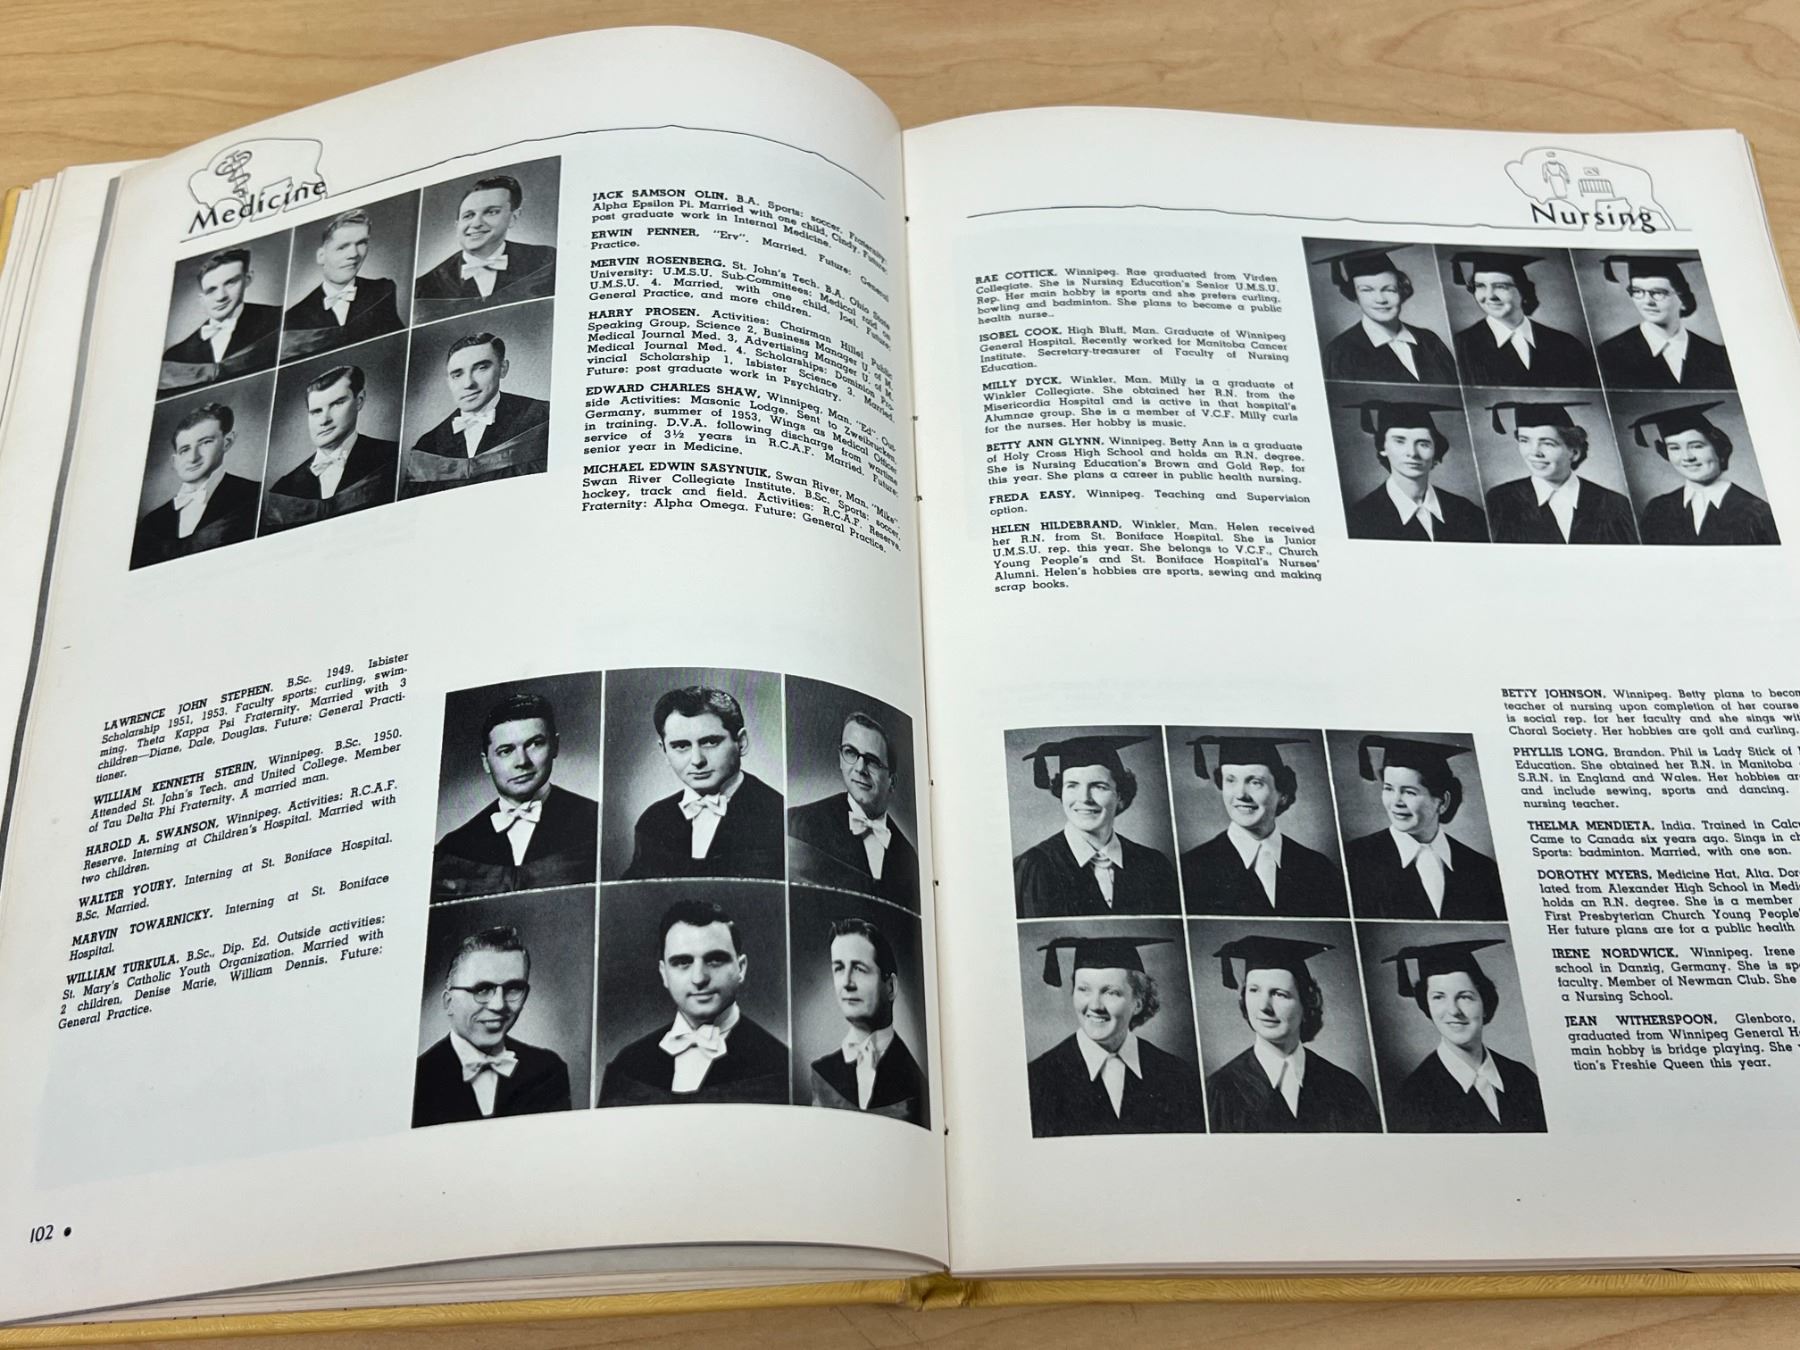 Medicine
JACK SAMSON OLIN, B.A. Sports: soccer. Fraternity:
Alpha Epsilon Pi. Married with one child, Cindy. Future:
post graduate work in Internal Medicine.
ERWIN PENNER, "Erv". Married. Future: General
Practice.
MERVIN ROSENBERG, St. John's Tech. B.A. Ohio State
University: U.M.S.U. Sub-Committees: Medical rep on
U.M.S.U. 4. Married, with one child, Joel. Future:
General Practice, and more children.
HARRY PROSEN. Activities: Chairman Hillel Public
Speaking Group, Science 2, Business Manager U. of M.
Medical Journal Med. 3, Advertising Manager U. of M.
Medical Journal Med. 4. Scholarships: Dominion Pro-
vincial Scholarship 1, Isbister Science 3. Married.
Future: post graduate work in Psychiatry.
EDWARD CHARLES SHAW, Winnipeg, Man. "Ed". Out-
side Activities: Masonic Lodge. Sent to Zweibrucken,
Germany, summer of 1953, Wings as Medical Officer
in training. D.V.A. following discharge from wartime
service of 3½ years in R.C.A.F. Married. Future:
senior year in Medicine.
MICHAEL EDWIN SASYNUIK, Swan River, Man. "Mike".
Swan River Collegiate Institute. B.Sc. Sports: soccer,
hockey, track and field. Activities: R.C.A.F. Reserve.
Fraternity: Alpha Omega. Future: General Practice.
LAWRENCE JOHN STEPHEN. B.Sc. 1949. Isbister
Scholarship 1951, 1953. Faculty sports: curling, swim-
ming. Theta Kappa Psi Fraternity. Married with 3
children—Diane, Dale, Douglas. Future: General Practi-
tioner.
WILLIAM KENNETH STERIN, Winnipeg. B.Sc. 1950.
Attended St. John's Tech. and United College. Member
of Tau Delta Phi Fraternity. A married man.
HAROLD A. SWANSON, Winnipeg. Activities: R.C.A.F.
Reserve. Interning at Children's Hospital. Married with
two children.
WALTER YOURY. Interning at St. Boniface Hospital.
B.Sc. Married.
MARVIN TOWARNICKY. Interning at St. Boniface
Hospital.
WILLIAM TURKULA, B.Sc., Dip. Ed. Outside activities:
St. Mary's Catholic Youth Organization. Married with
2 children, Denise Marie, William Dennis. Future:
General Practice.
102 •
Nursing
RAE COTTICK, Winnipeg. Rae graduated from Virden
Collegiate. She is Nursing Education's Senior U.M.S.U.
Rep. Her main hobby is sports and she prefers curling,
bowling and badminton. She plans to become a public
health nurse..
ISOBEL COOK, High Bluff, Man. Graduate of Winnipeg
General Hospital. Recently worked for Manitoba Cancer
Institute. Secretary-treasurer of Faculty of Nursing
Education.
MILLY DYCK, Winkler, Man. Milly is a graduate of
Winkler Collegiate. She obtained her R.N. from the
Misericordia Hospital and is active in that hospital's
Alumnae group. She is a member of V.C.F. Milly curls
for the nurses. Her hobby is music.
BETTY ANN GLYNN, Winnipeg. Betty Ann is a graduate
of Holy Cross High School and holds an R.N. degree.
She is Nursing Education's Brown and Gold Rep. for
this year. She plans a career in public health nursing.
FREDA EASY, Winnipeg. Teaching and Supervision
option.
HELEN HILDEBRAND, Winkler, Man. Helen received
her R.N. from St. Boniface Hospital. She is Junior
U.M.S.U. rep. this year. She belongs to V.C.F., Church
Young People's and St. Boniface Hospital's Nurses'
Alumni. Helen's hobbies are sports, sewing and making
scrap books.
BETTY JOHNSON, Winnipeg. Betty plans to becom
teacher of nursing upon completion of her course
is social rep. for her faculty and she sings wit
Choral Society. Her hobbies are golf and curling.
PHYLLIS LONG, Brandon. Phil is Lady Stick of
Education. She obtained her R.N. in Manitoba
S.R.N. in England and Wales. Her hobbies ar
and include sewing, sports and dancing.
nursing teacher.
THELMA MENDIETA, India. Trained in Calc
Came to Canada six years ago. Sings in ch
Sports: badminton. Married, with one son.
DOROTHY MYERS, Medicine Hat, Alta. Dor
lated from Alexander High School in Medi
holds an R.N. degree. She is a member
First Presbyterian Church Young People'
Her future plans are for a public health
IRENE NORDWICK, Winnipeg. Irene
school in Danzig, Germany. She is sp
faculty. Member of Newman Club. She
a Nursing School.
JEAN WITHERSPOON, Glenboro,
graduated from Winnipeg General H
main hobby is bridge playing. She
tion's Freshie Queen this year.